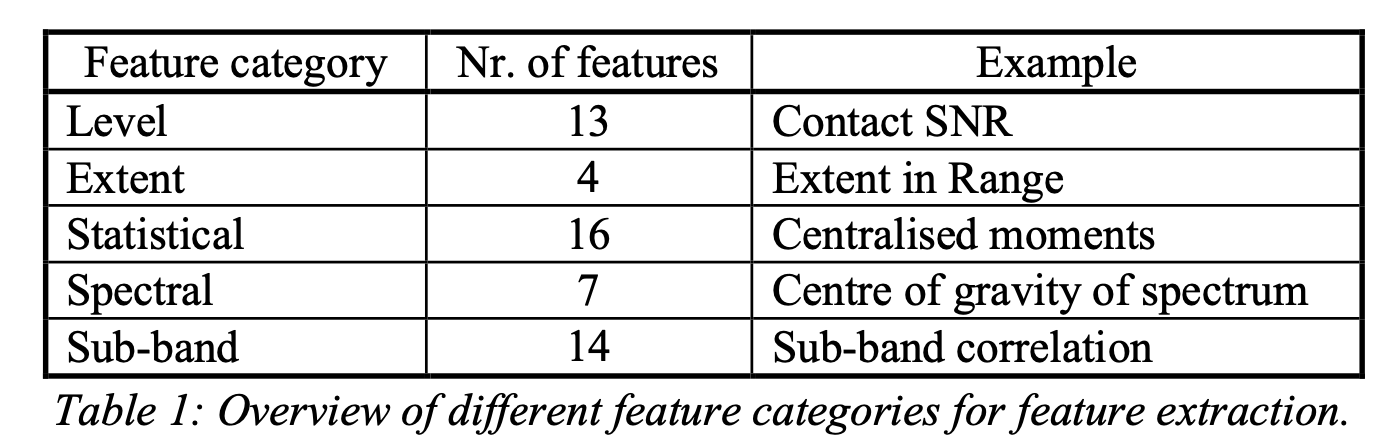 Feature category Nr. of features Example
Level 13 Contact SNR
Extent 4 Extent in Range
Statistical 16 Centralised moments
Spectral 7 Centre of gravity of spectrum
Sub-band 14 Sub-band correlation
Table 1: Overview of different feature categories for feature extraction.